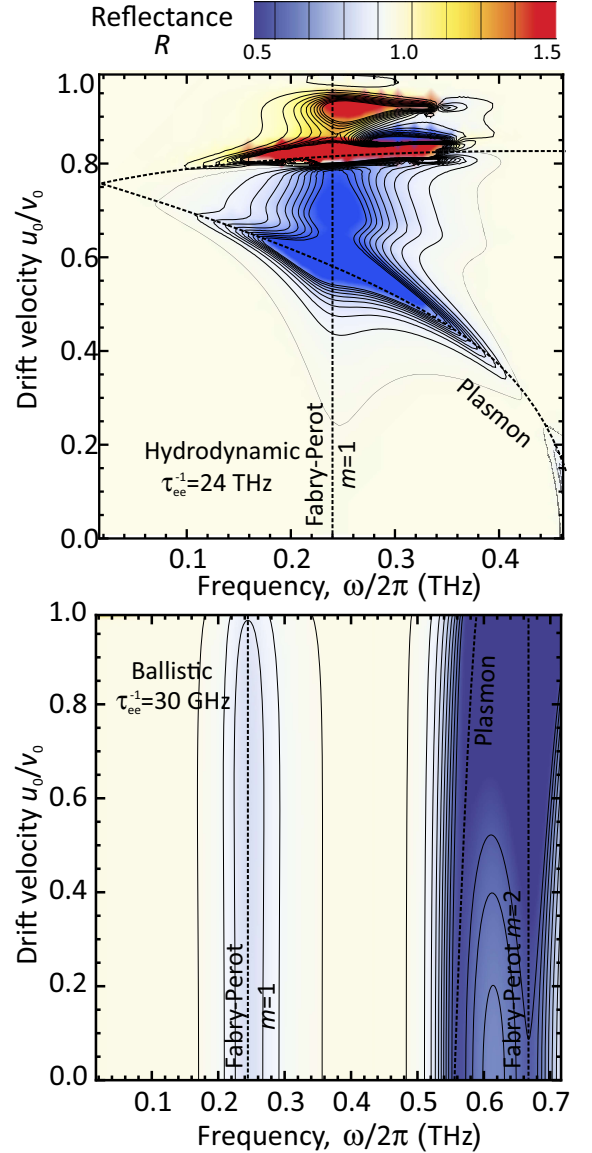 Reflectance
R
0.5 1.0 1.5
1.0
0.8
0.6
0.4
0.2
0.0
Drift velocity u₀/v₀
Hydrodynamic
τₑₑ⁻¹=24 THz
Fabry-Perot
m=1
Plasmon
0.1 0.2 0.3 0.4
Frequency, ω/2π (THz)
1.0
0.8
0.6
0.4
0.2
0.0
Drift velocity u₀/v₀
Ballistic
τₑₑ⁻¹=30 GHz
Fabry-Perot
m=1
Plasmon
Fabry-Perot m=2
0.1 0.2 0.3 0.4 0.5 0.6 0.7
Frequency, ω/2π (THz)